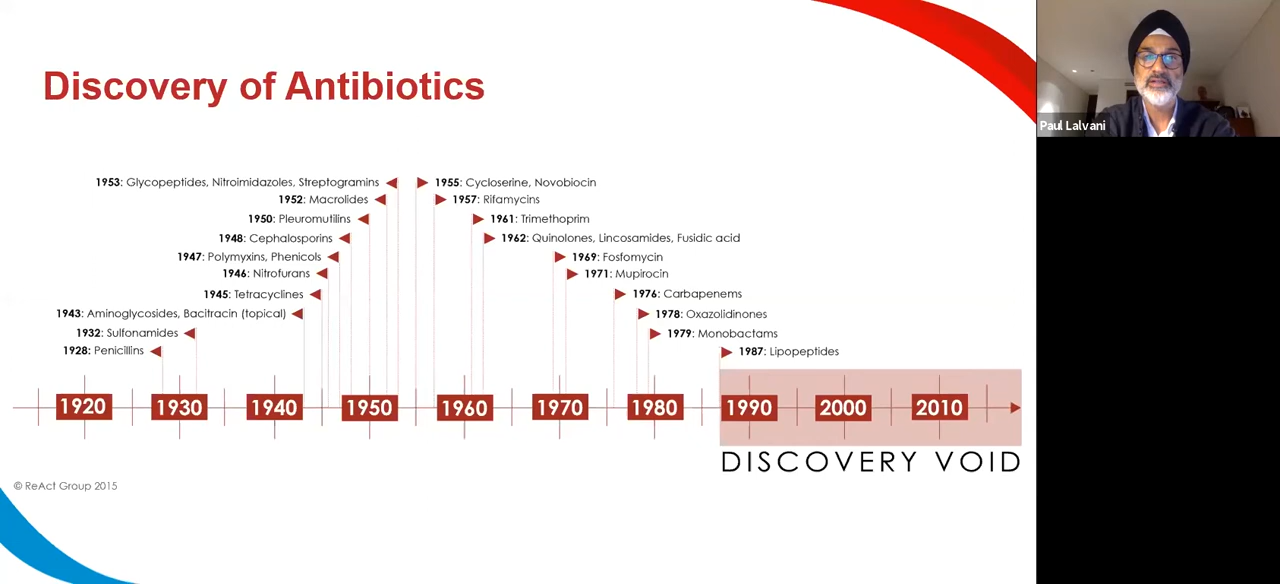 Discovery of Antibiotics
Paul Lalvani
1953: Glycopeptides, Nitroimidazoles, Streptogramins
1955: Cycloserine, Novobiocin
1952: Macrolides
1957: Rifamycins
1950: Pleuromutilins
1961: Trimethoprim
1948: Cephalosporins
1962: Quinolones, Lincosamides, Fusidic acid
1947: Polymyxins, Phenicols
1969: Fosfomycin
1946: Nitrofurans
1971: Mupirocin
1945: Tetracyclines
1976: Carbapenems
1943: Aminoglycosides, Bacitracin (topical)
1978: Oxazolidinones
1932: Sulfonamides
1979: Monobactams
1928: Penicillins
1987: Lipopeptides
1920 1930 1940 1950 1960 1970 1980 1990 2000 2010
DISCOVERY VOID
© ReAct Group 2015